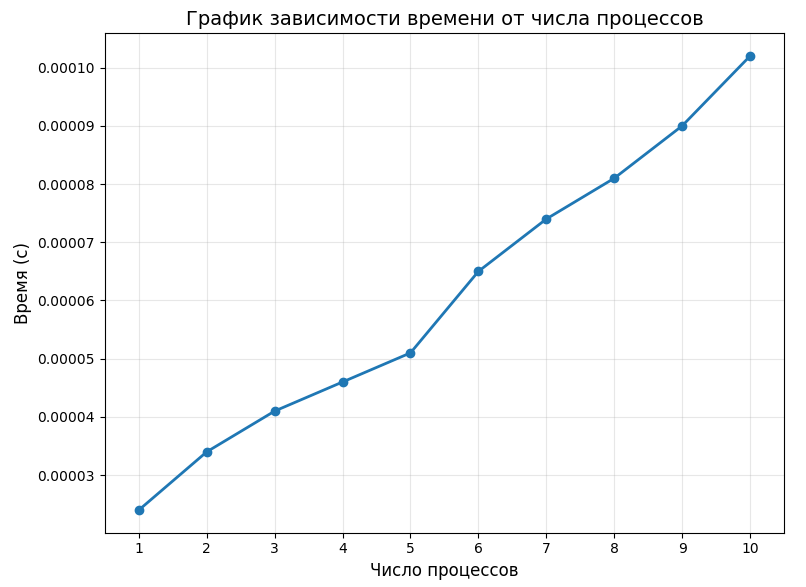 График зависимости времени от числа процессов
Время (с)
0.00010
0.00009
0.00008
0.00007
0.00006
0.00005
0.00004
0.00003
1 2 3 4 5 6 7 8 9 10
Число процессов